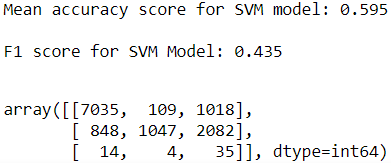 Mean accuracy score for SVM model: 0.595
F1 score for SVM Model: 0.435
array([[7035,  109, 1018],
       [ 848, 1047, 2082],
       [  14,    4,   35]], dtype=int64)